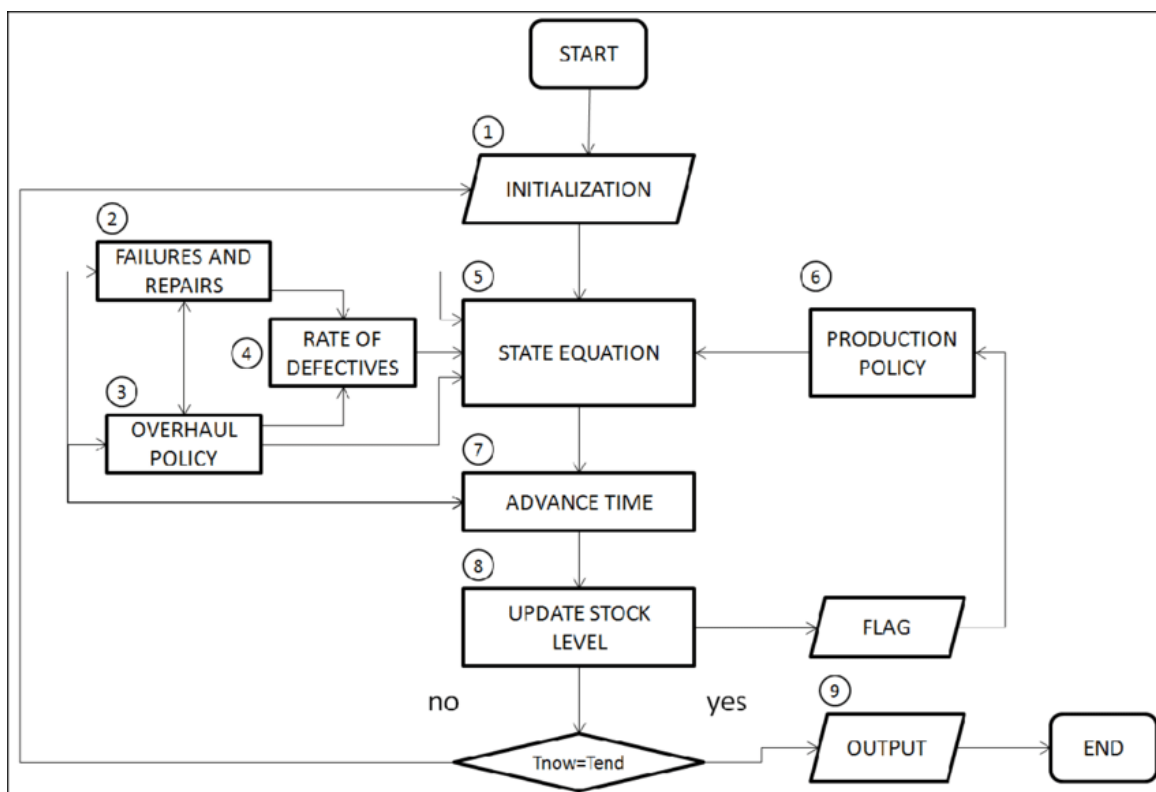 START
1
INITIALIZATION
2
FAILURES AND
REPAIRS
5
6
4
RATE OF
DEFECTIVES
STATE EQUATION
PRODUCTION
POLICY
3
OVERHAUL
POLICY
7
ADVANCE TIME
8
UPDATE STOCK
LEVEL
FLAG
no
yes
9
Tnow=Tend
OUTPUT
END